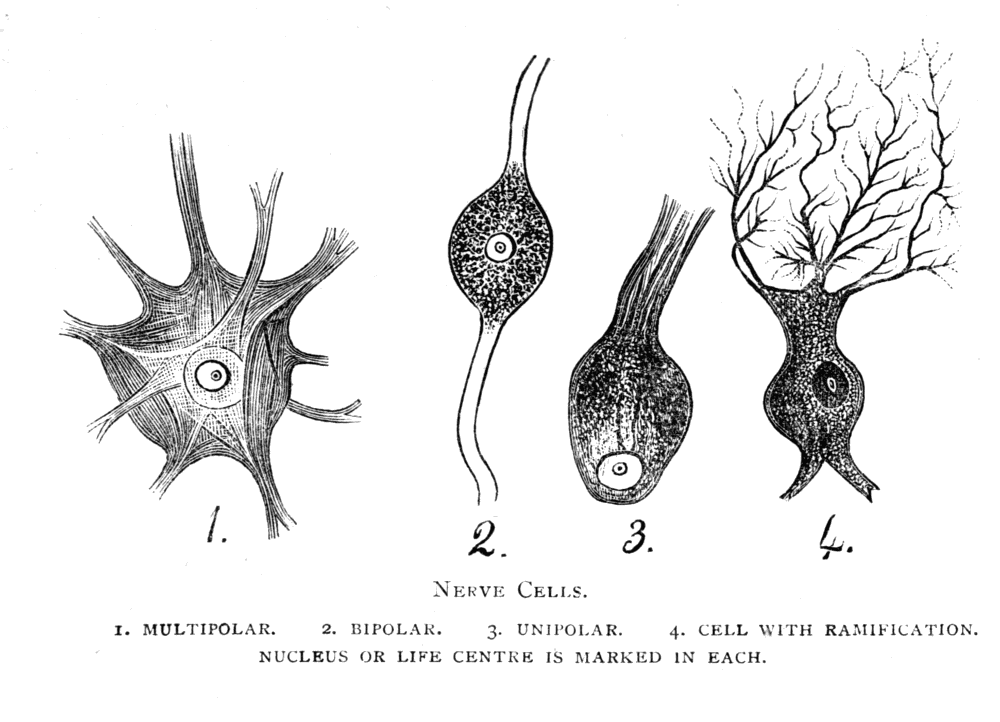 1. 2. 3. 4.
NERVE CELLS.
1. MULTIPOLAR. 2. BIPOLAR. 3. UNIPOLAR. 4. CELL WITH RAMIFICATION.
NUCLEUS OR LIFE CENTRE IS MARKED IN EACH.